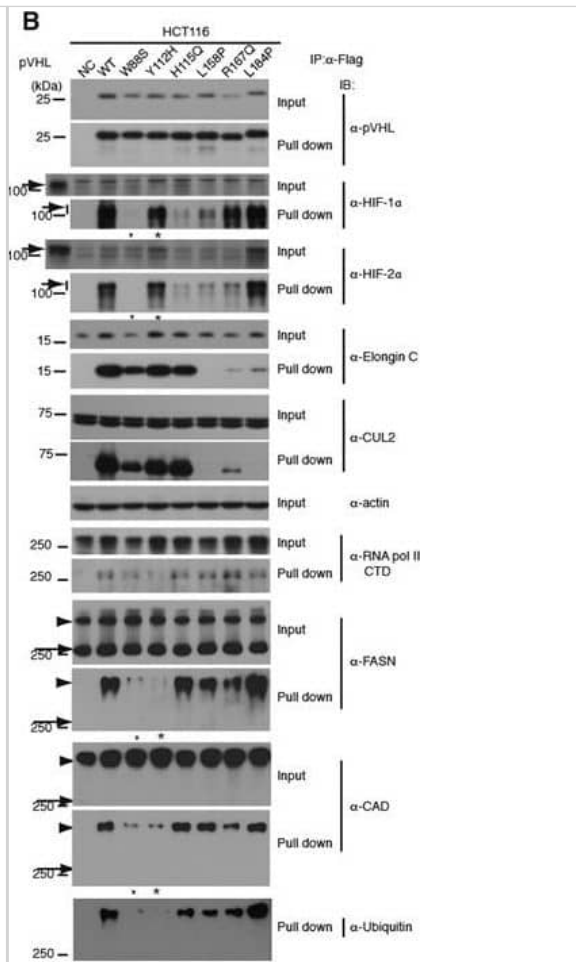 B
HCT116
pVHL
NC WT W88S Y112H H115Q L158P R167Q L184P
IP:α-Flag
(kDa)
IB:
25
Input
α-pVHL
25
Pull down
100
Input
α-HIF-1α
100
Pull down
* *
100
Input
α-HIF-2α
100
Pull down
* *
15
Input
α-Elongin C
15
Pull down
75
Input
α-CUL2
75
Pull down
Input
α-actin
250
Input
α-RNA pol II
CTD
250
Pull down
Input
250
α-FASN
Pull down
250
* *
Input
250
α-CAD
Pull down
250
* *
Pull down
α-Ubiquitin
250